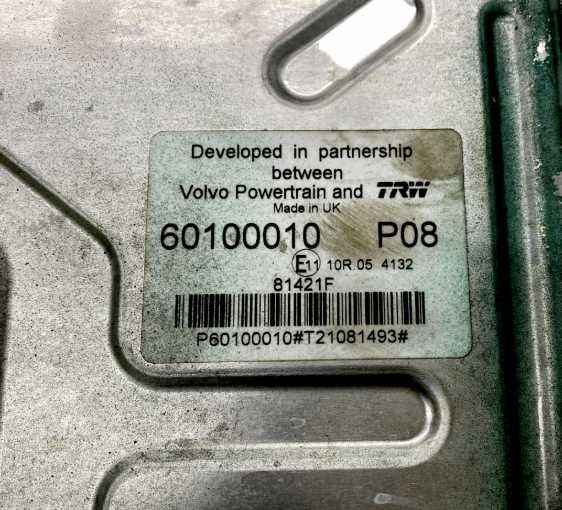 Developed in partnership
between
Volvo Powertrain and TRW
Made in UK
60100010 P08
E11 10R.05 4132
81421F
P60100010#T21081493#